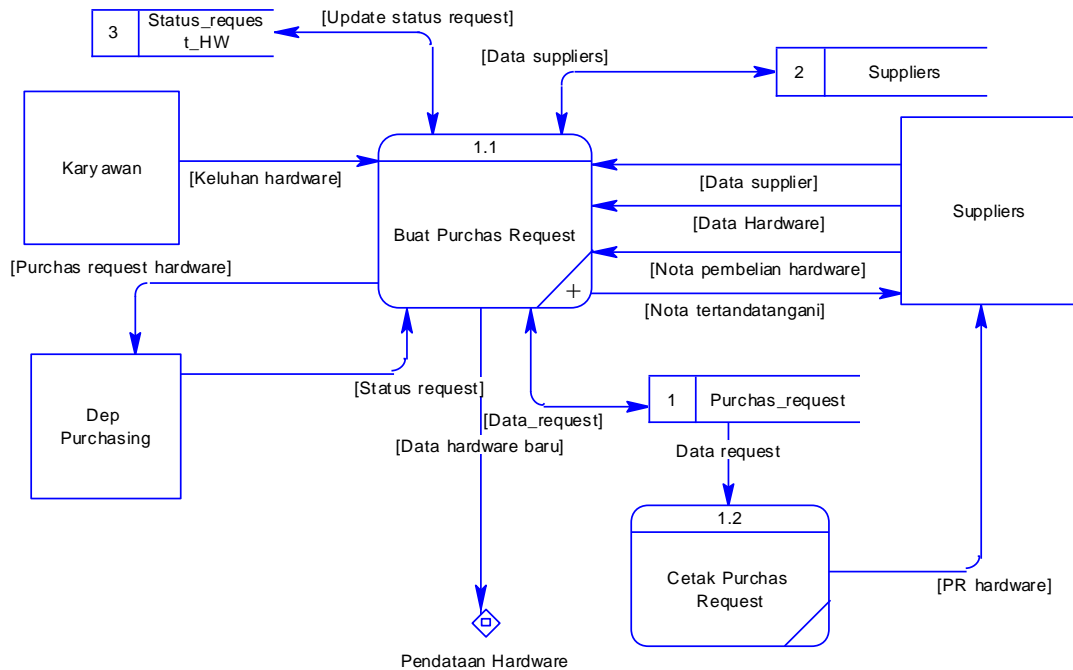 [Update status request]
3
Status_reques
t_HW
[Data suppliers]
2
Suppliers
1.1
Karyawan
[Keluhan hardware]
[Data supplier]
Suppliers
[Data Hardware]
Buat Purchas Request
[Purchas request hardware]
[Nota pembelian hardware]
+
[Nota tertandatangani]
[Status request]
1
Purchas_request
Dep
Purchasing
[Data_request]
[Data hardware baru]
Data request
1.2
Cetak Purchas
Request
[PR hardware]
Pendataan Hardware